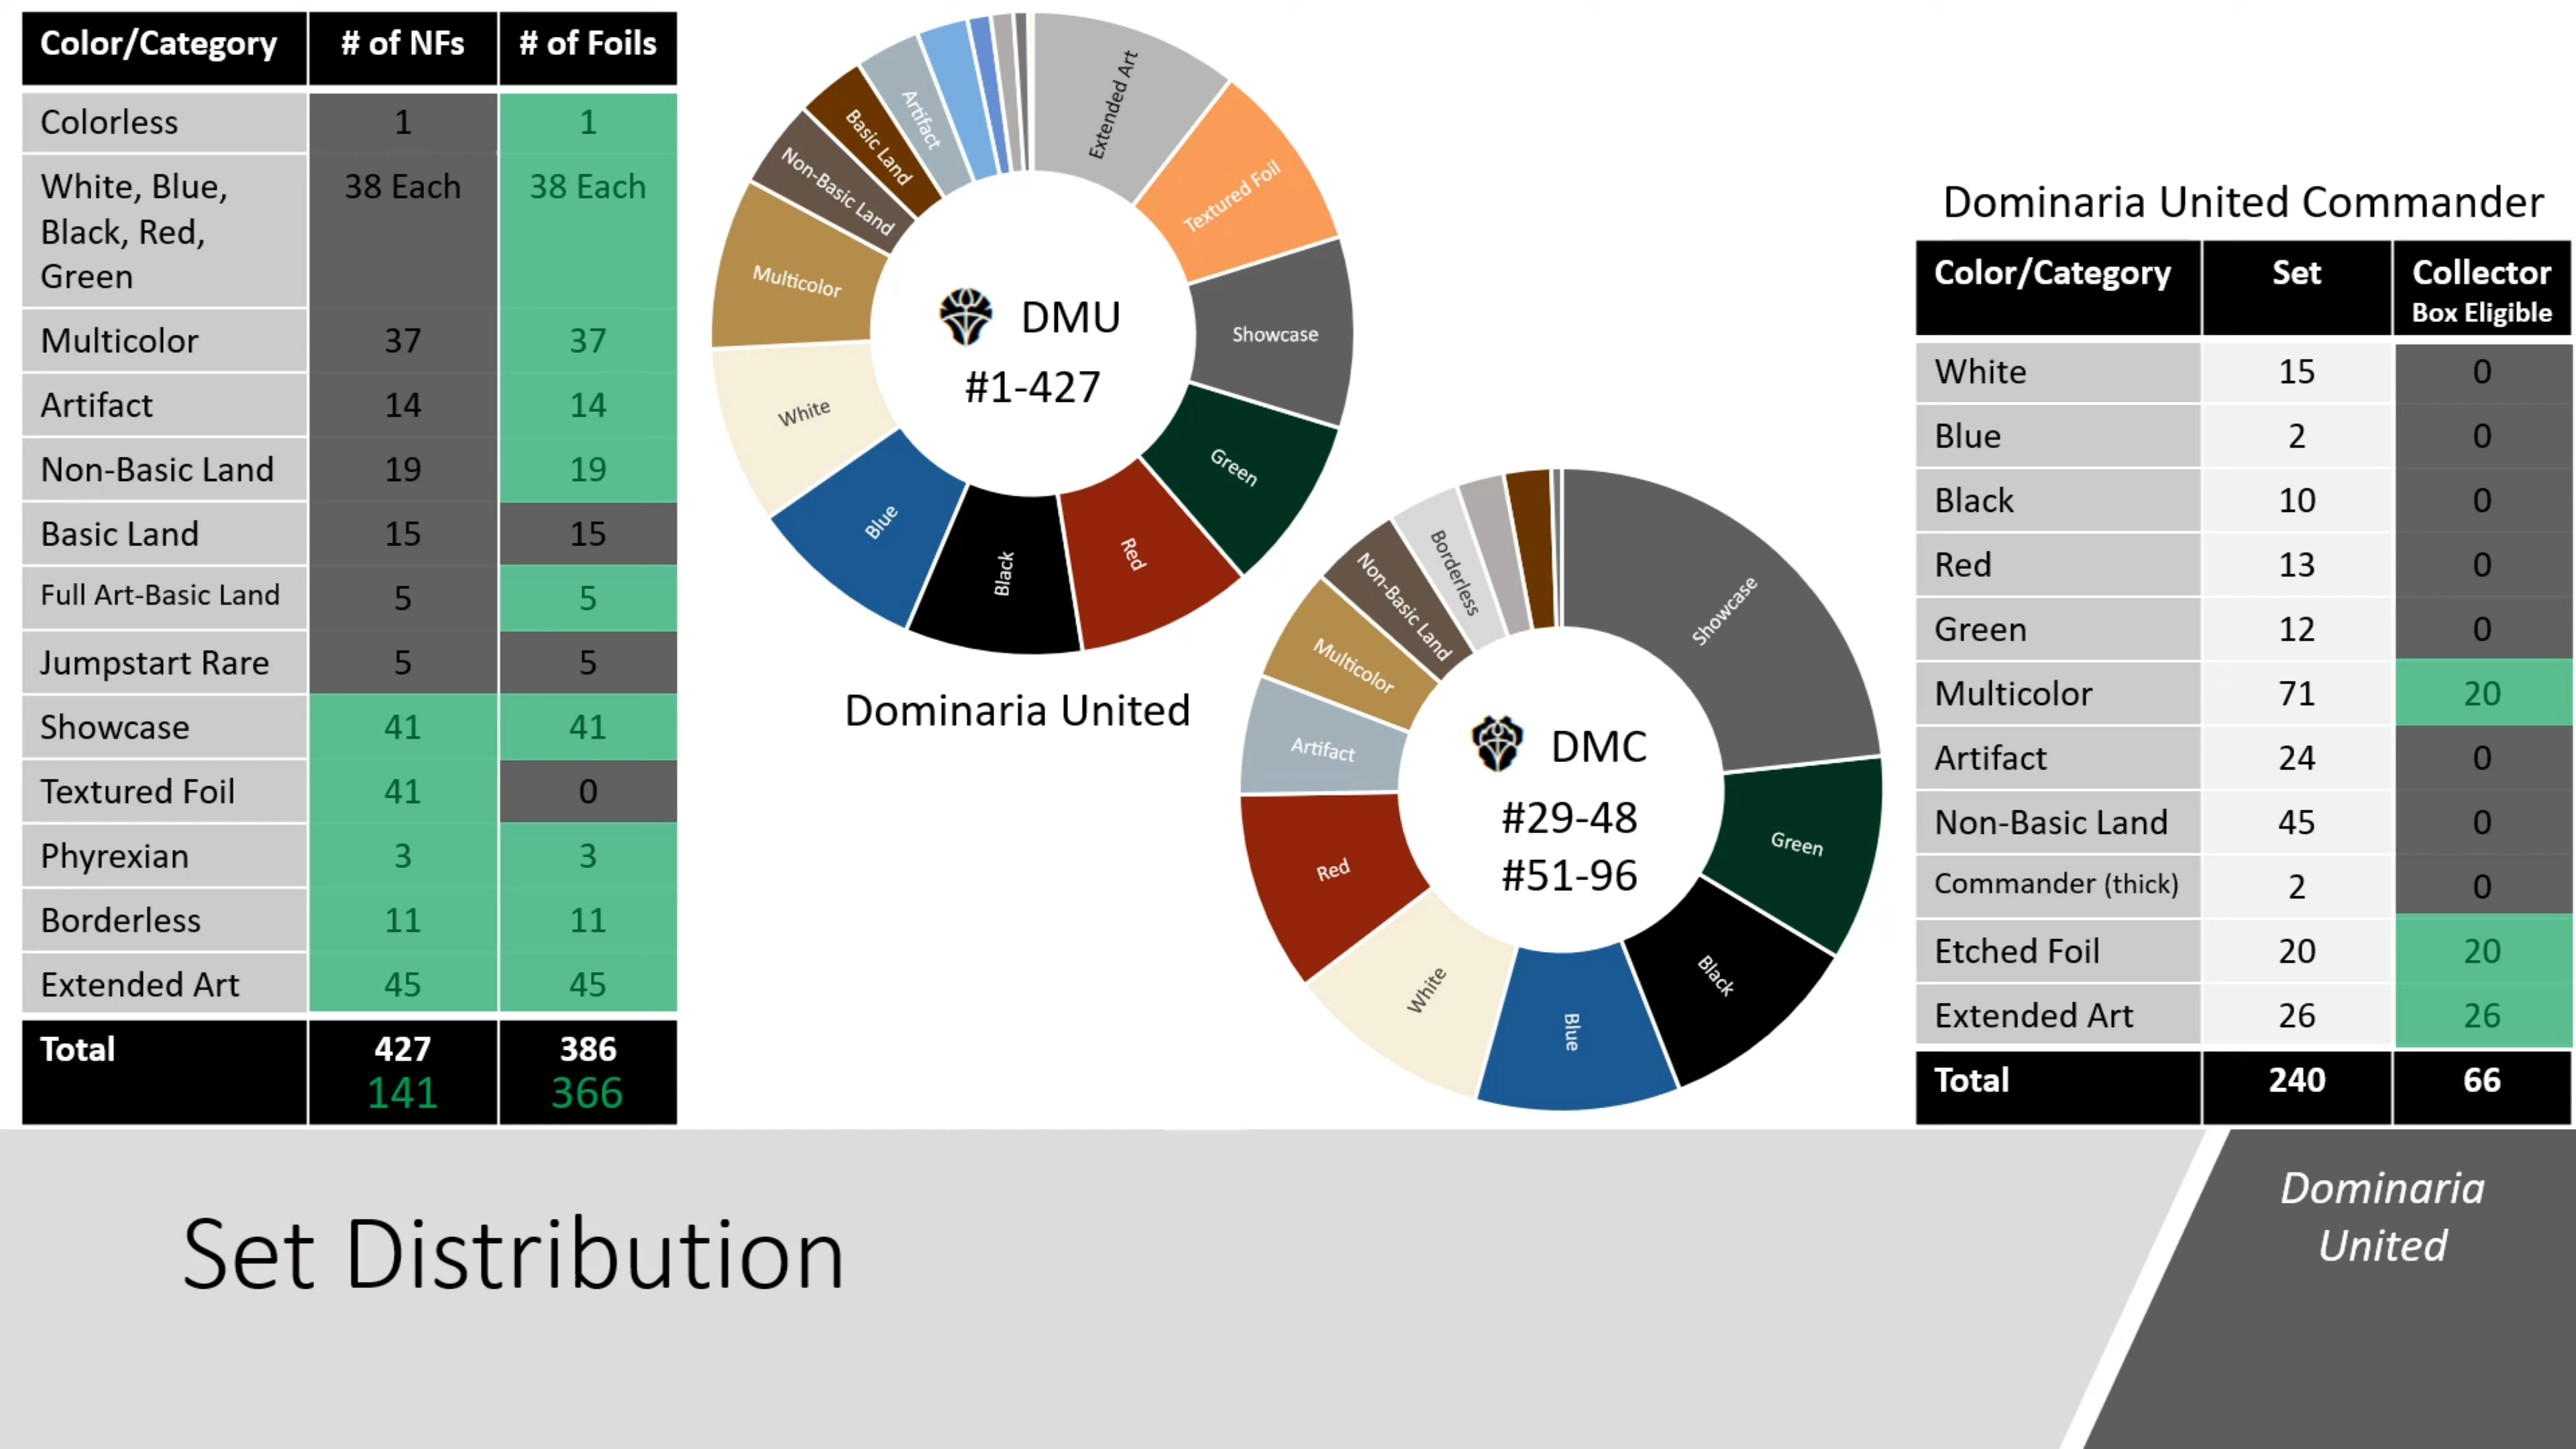 Color/Category # of NFs # of Foils
Colorless 1 1
White, Blue, 38 Each 38 Each
Black, Red,
Green
Multicolor 37 37
Artifact 14 14
Non-Basic Land 19 19
Basic Land 15 15
Full Art-Basic Land 5 5
Jumpstart Rare 5 5
Showcase 41 41
Textured Foil 41 0
Phyrexian 3 3
Borderless 11 11
Extended Art 45 45
Total 427 386
141 366
Extended Art
Textured Foil
Showcase
Green
Red
Black
Blue
White
Multicolor
Non-Basic Land
Basic Land
Artifact
DMU
#1-427
Dominaria United
Showcase
Green
Black
Blue
White
Red
Artifact
Multicolor
Non-Basic Land
Borderless
DMC
#29-48
#51-96
Dominaria United Commander
Color/Category Set Collector
Box Eligible
White 15 0
Blue 2 0
Black 10 0
Red 13 0
Green 12 0
Multicolor 71 20
Artifact 24 0
Non-Basic Land 45 0
Commander (thick) 2 0
Etched Foil 20 20
Extended Art 26 26
Total 240 66
Set Distribution
Dominaria
United